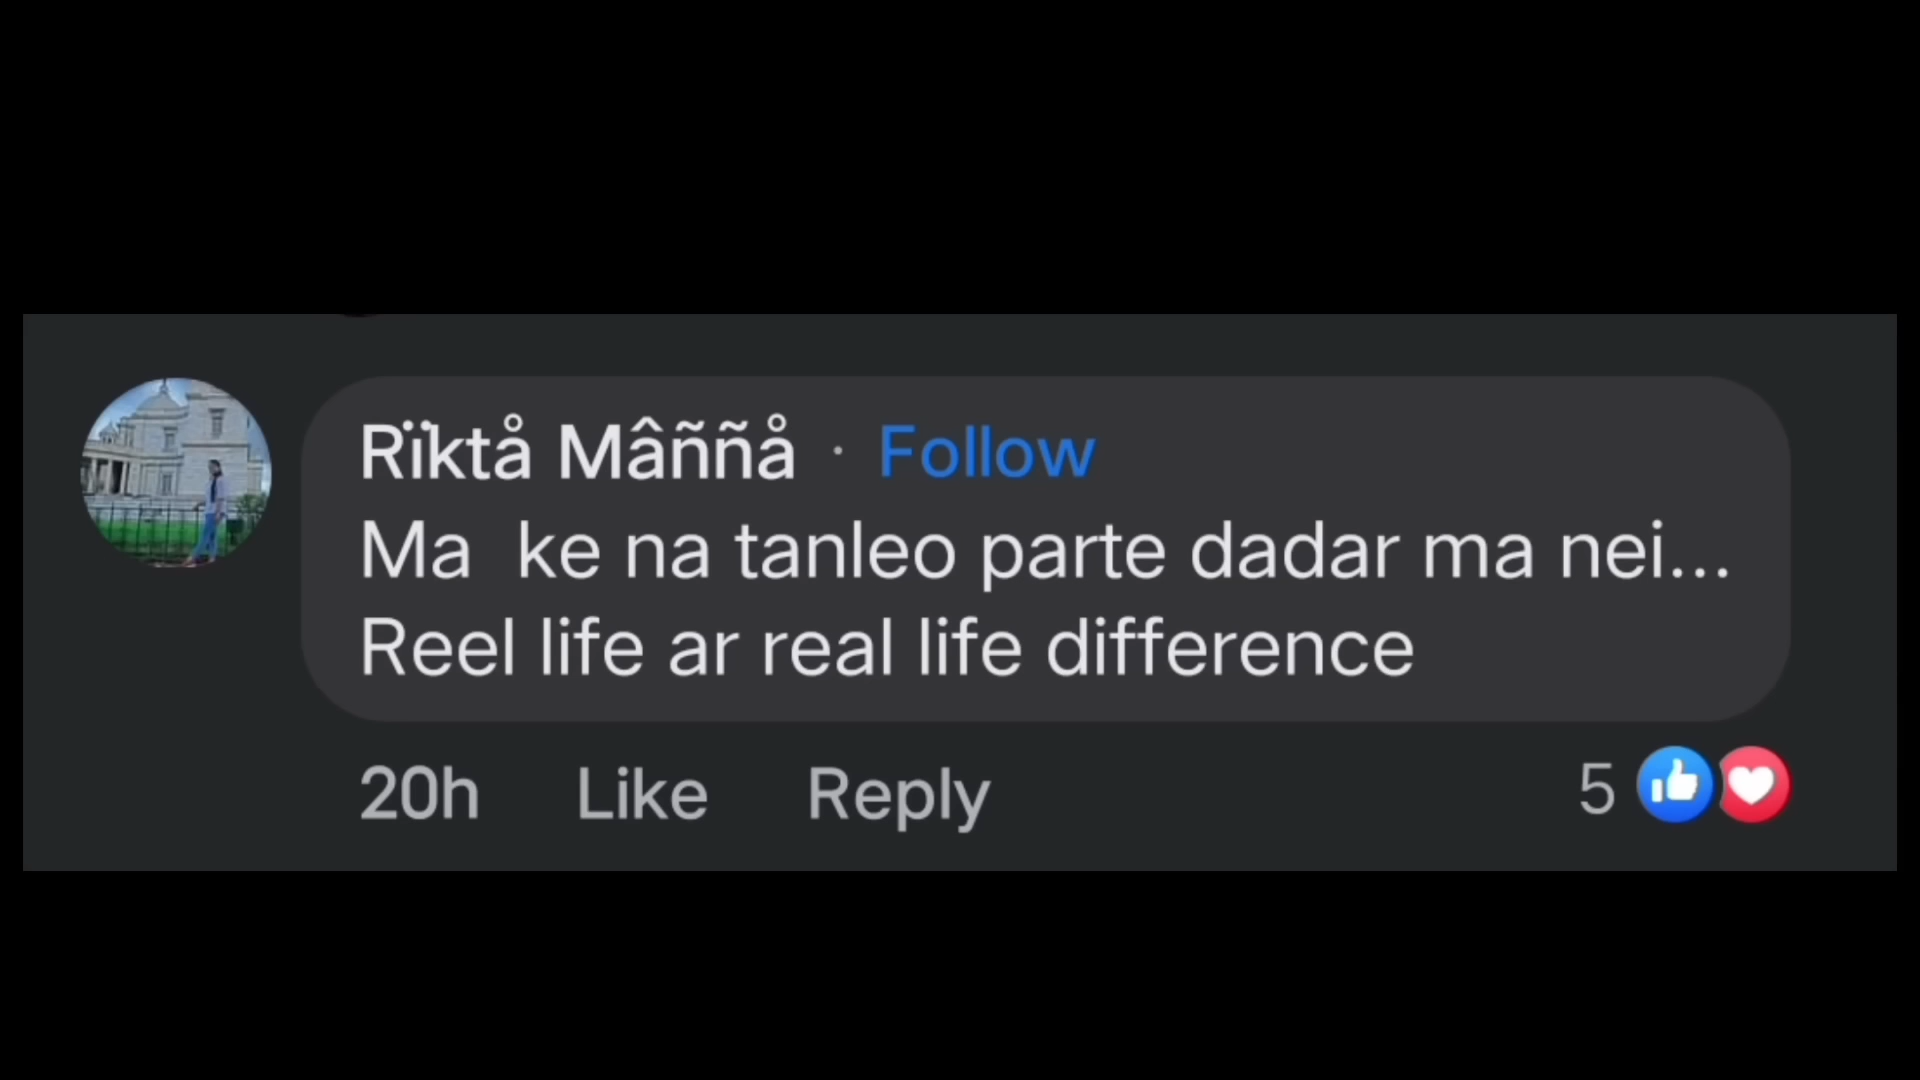 Rïktå Mâññå · Follow
Ma  ke na tanleo parte dadar ma nei...
Reel life ar real life difference
20h Like Reply 5